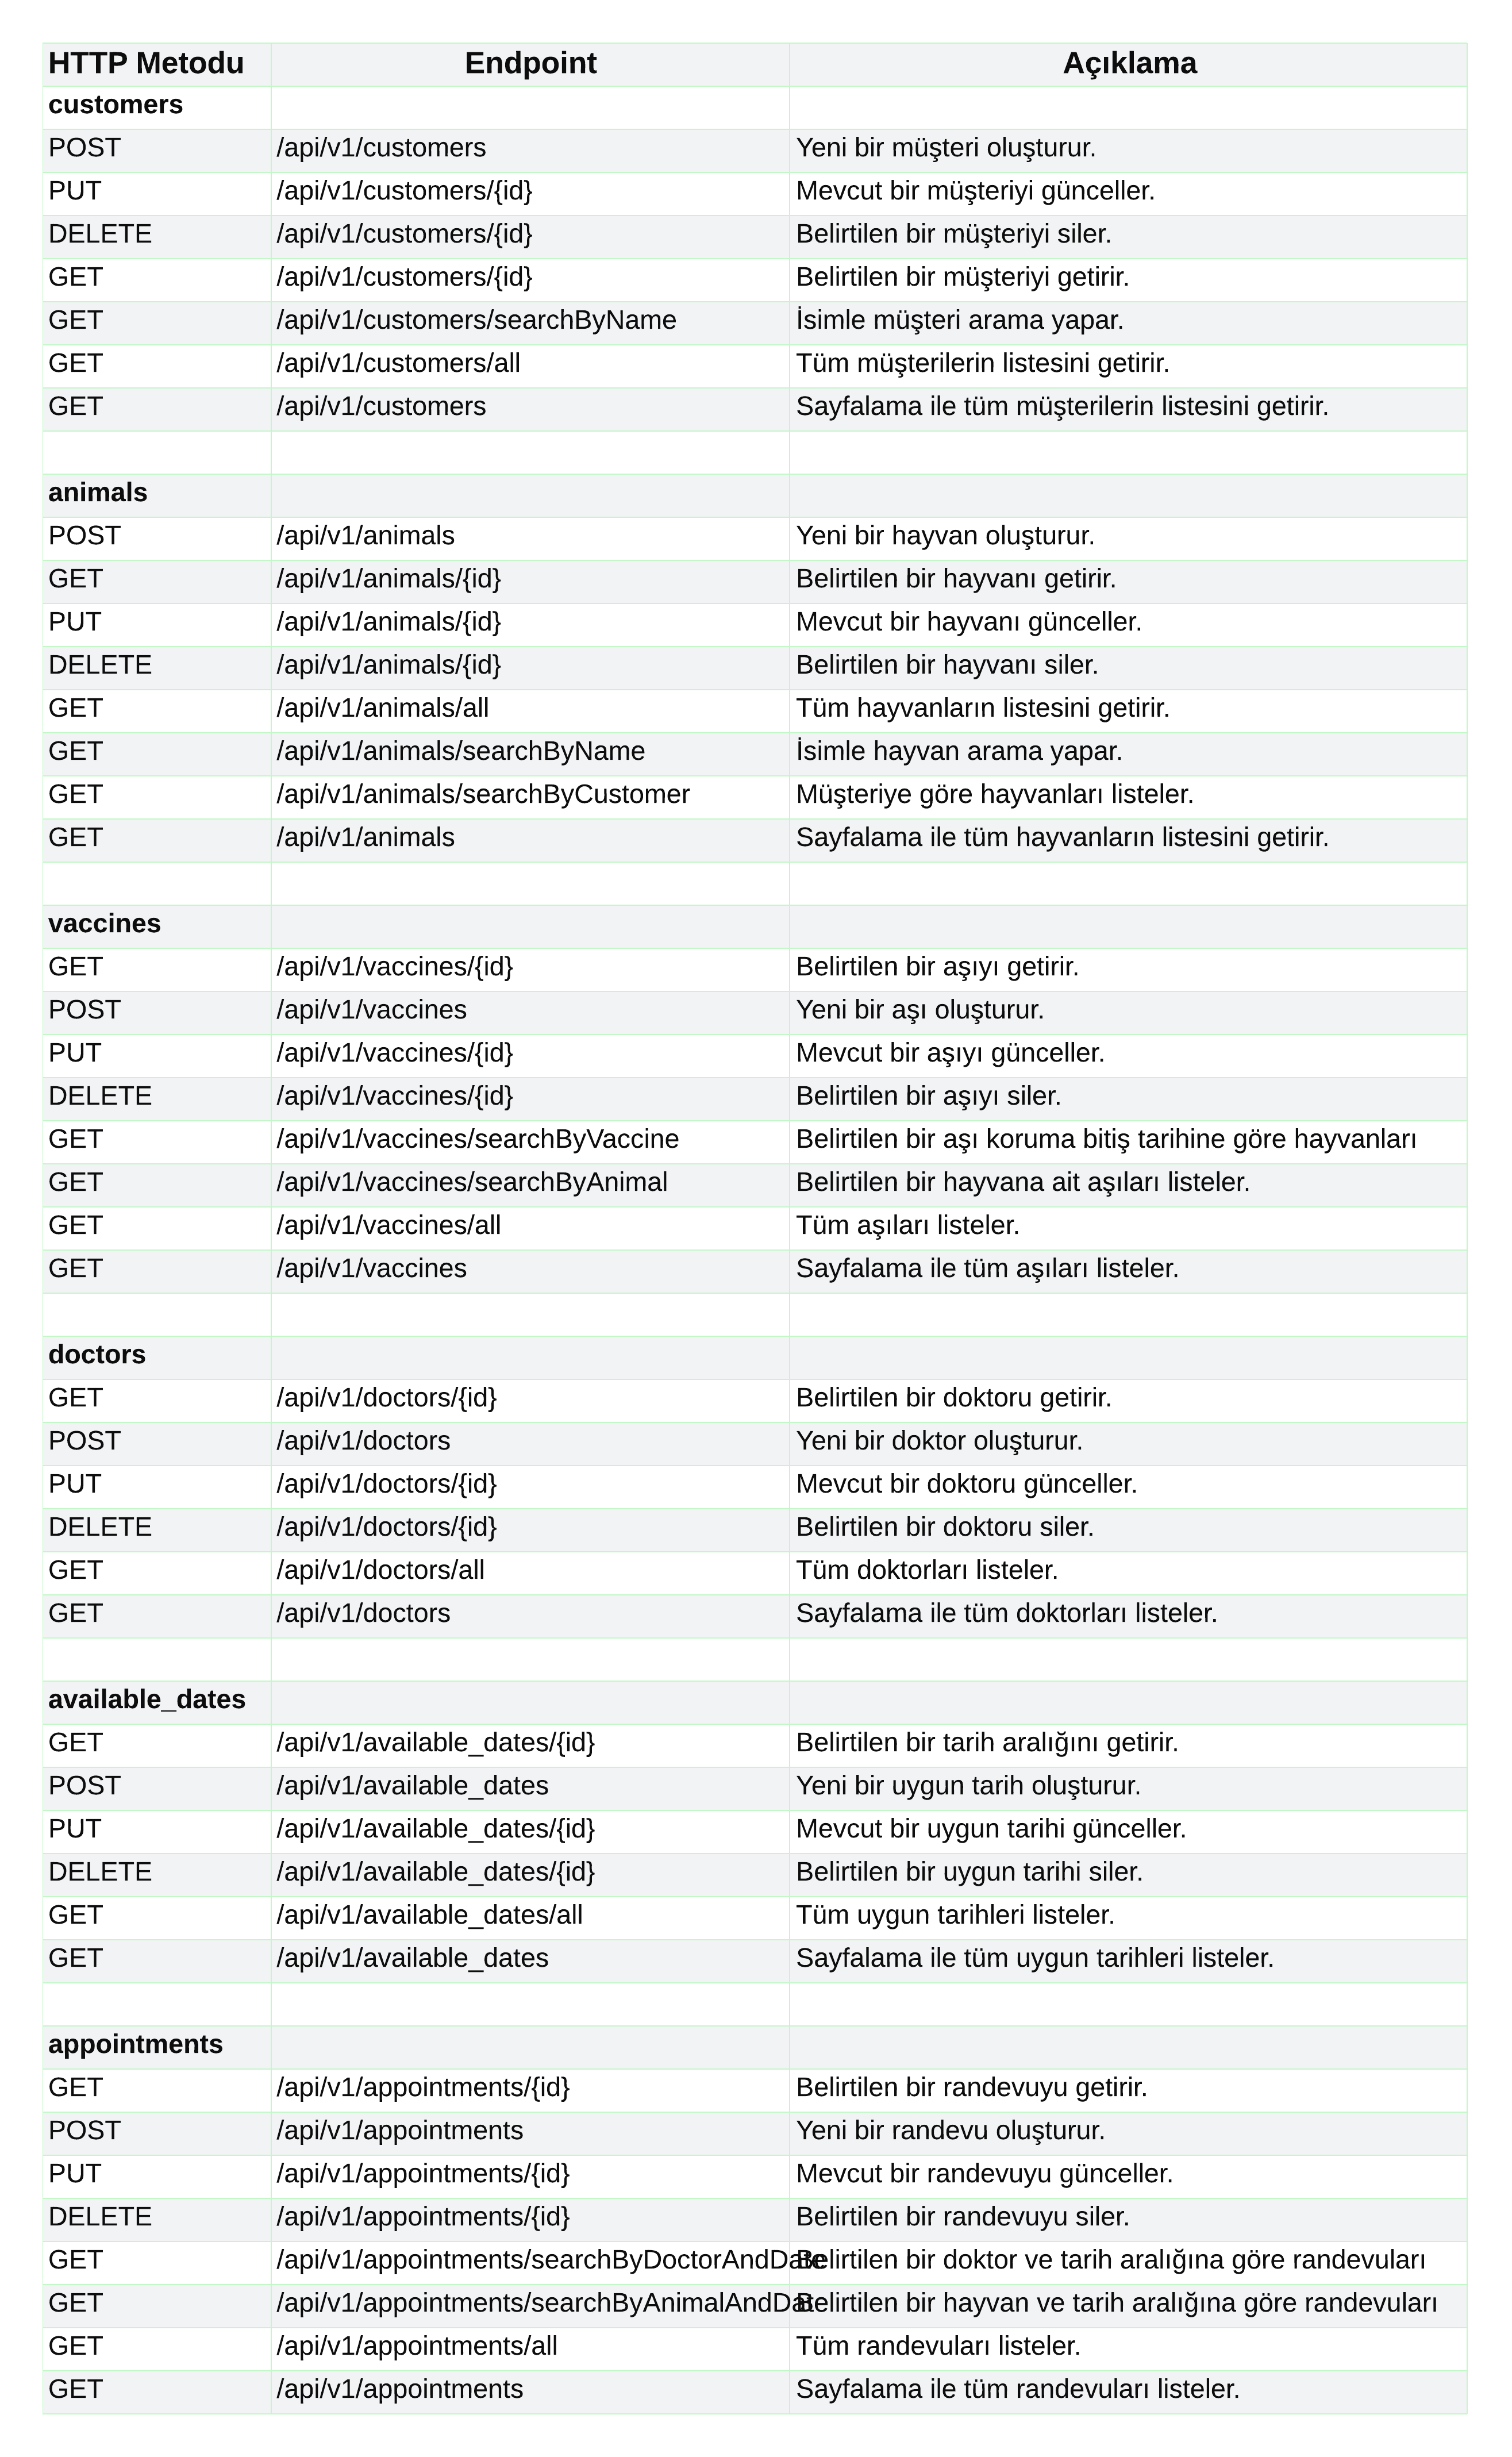 HTTP Metodu Endpoint Açıklama
customers
POST /api/v1/customers Yeni bir müşteri oluşturur.
PUT /api/v1/customers/{id} Mevcut bir müşteriyi günceller.
DELETE /api/v1/customers/{id} Belirtilen bir müşteriyi siler.
GET /api/v1/customers/{id} Belirtilen bir müşteriyi getirir.
GET /api/v1/customers/searchByName İsimle müşteri arama yapar.
GET /api/v1/customers/all Tüm müşterilerin listesini getirir.
GET /api/v1/customers Sayfalama ile tüm müşterilerin listesini getirir.
animals
POST /api/v1/animals Yeni bir hayvan oluşturur.
GET /api/v1/animals/{id} Belirtilen bir hayvanı getirir.
PUT /api/v1/animals/{id} Mevcut bir hayvanı günceller.
DELETE /api/v1/animals/{id} Belirtilen bir hayvanı siler.
GET /api/v1/animals/all Tüm hayvanların listesini getirir.
GET /api/v1/animals/searchByName İsimle hayvan arama yapar.
GET /api/v1/animals/searchByCustomer Müşteriye göre hayvanları listeler.
GET /api/v1/animals Sayfalama ile tüm hayvanların listesini getirir.
vaccines
GET /api/v1/vaccines/{id} Belirtilen bir aşıyı getirir.
POST /api/v1/vaccines Yeni bir aşı oluşturur.
PUT /api/v1/vaccines/{id} Mevcut bir aşıyı günceller.
DELETE /api/v1/vaccines/{id} Belirtilen bir aşıyı siler.
GET /api/v1/vaccines/searchByVaccine Belirtilen bir aşı koruma bitiş tarihine göre hayvanları
GET /api/v1/vaccines/searchByAnimal Belirtilen bir hayvana ait aşıları listeler.
GET /api/v1/vaccines/all Tüm aşıları listeler.
GET /api/v1/vaccines Sayfalama ile tüm aşıları listeler.
doctors
GET /api/v1/doctors/{id} Belirtilen bir doktoru getirir.
POST /api/v1/doctors Yeni bir doktor oluşturur.
PUT /api/v1/doctors/{id} Mevcut bir doktoru günceller.
DELETE /api/v1/doctors/{id} Belirtilen bir doktoru siler.
GET /api/v1/doctors/all Tüm doktorları listeler.
GET /api/v1/doctors Sayfalama ile tüm doktorları listeler.
available_dates
GET /api/v1/available_dates/{id} Belirtilen bir tarih aralığını getirir.
POST /api/v1/available_dates Yeni bir uygun tarih oluşturur.
PUT /api/v1/available_dates/{id} Mevcut bir uygun tarihi günceller.
DELETE /api/v1/available_dates/{id} Belirtilen bir uygun tarihi siler.
GET /api/v1/available_dates/all Tüm uygun tarihleri listeler.
GET /api/v1/available_dates Sayfalama ile tüm uygun tarihleri listeler.
appointments
GET /api/v1/appointments/{id} Belirtilen bir randevuyu getirir.
POST /api/v1/appointments Yeni bir randevu oluşturur.
PUT /api/v1/appointments/{id} Mevcut bir randevuyu günceller.
DELETE /api/v1/appointments/{id} Belirtilen bir randevuyu siler.
GET /api/v1/appointments/searchByDoctorAndDate Belirtilen bir doktor ve tarih aralığına göre randevuları
GET /api/v1/appointments/searchByAnimalAndDate Belirtilen bir hayvan ve tarih aralığına göre randevuları
GET /api/v1/appointments/all Tüm randevuları listeler.
GET /api/v1/appointments Sayfalama ile tüm randevuları listeler.